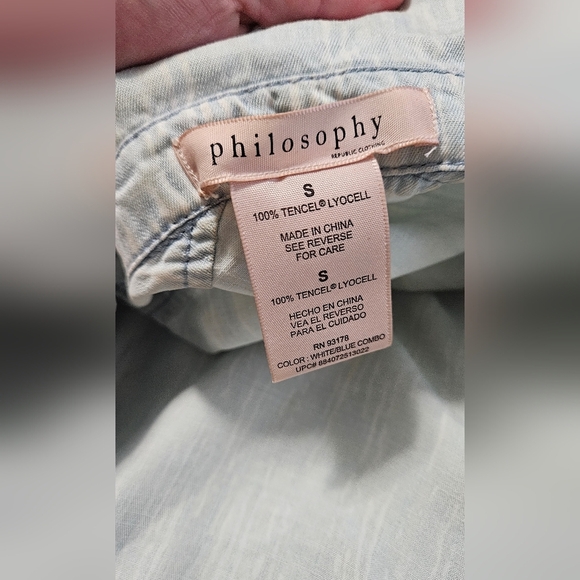 philosophy
REPUBLIC CLOTHING
S
100% TENCEL® LYOCELL
MADE IN CHINA
SEE REVERSE
FOR CARE
S
100% TENCEL® LYOCELL
HECHO EN CHINA
VEA EL REVERSO
PARA EL CUIDADO
RN 93178
COLOR : WHITE/BLUE COMBO
UPC# 884072513022